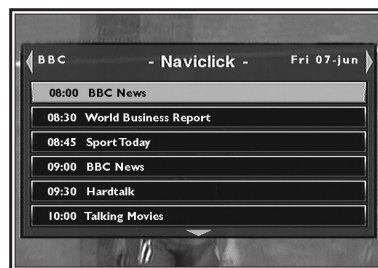 BBC - Naviclick - Fri 07-jun
08:00 BBC News
08:30 World Business Report
08:45 Sport Today
09:00 BBC News
09:30 Hardtalk
10:00 Talking Movies